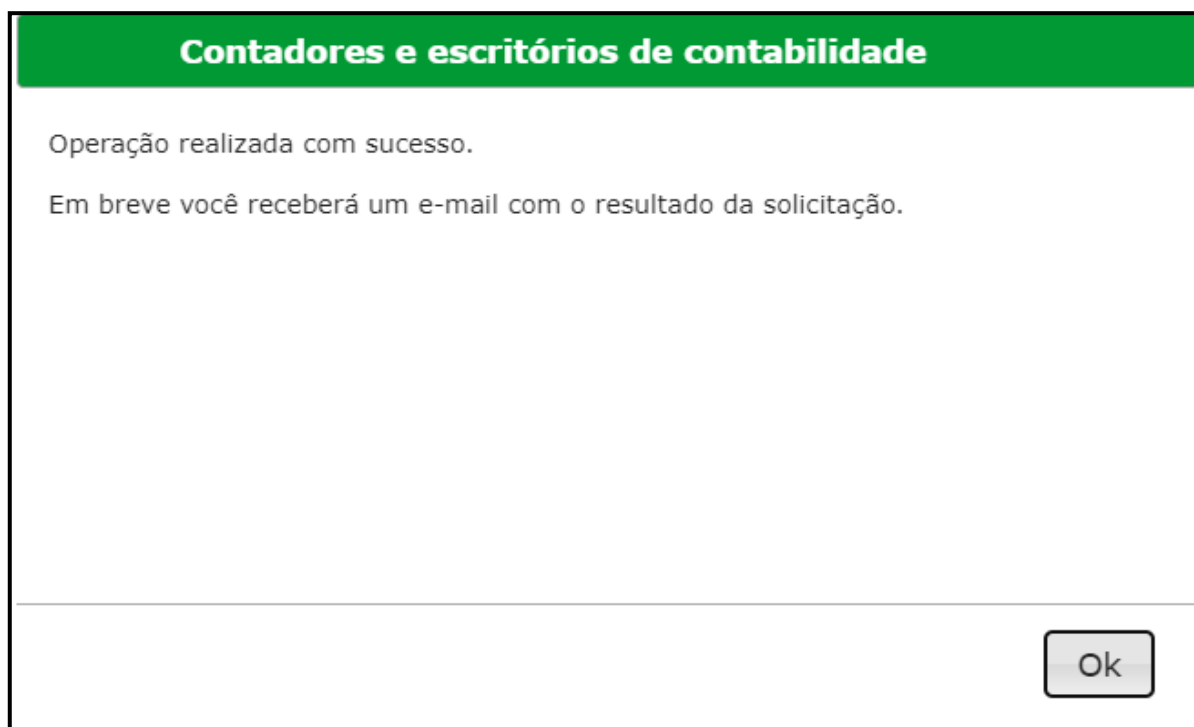 Contadores e escritórios de contabilidade
Operação realizada com sucesso.
Em breve você receberá um e-mail com o resultado da solicitação.
Ok